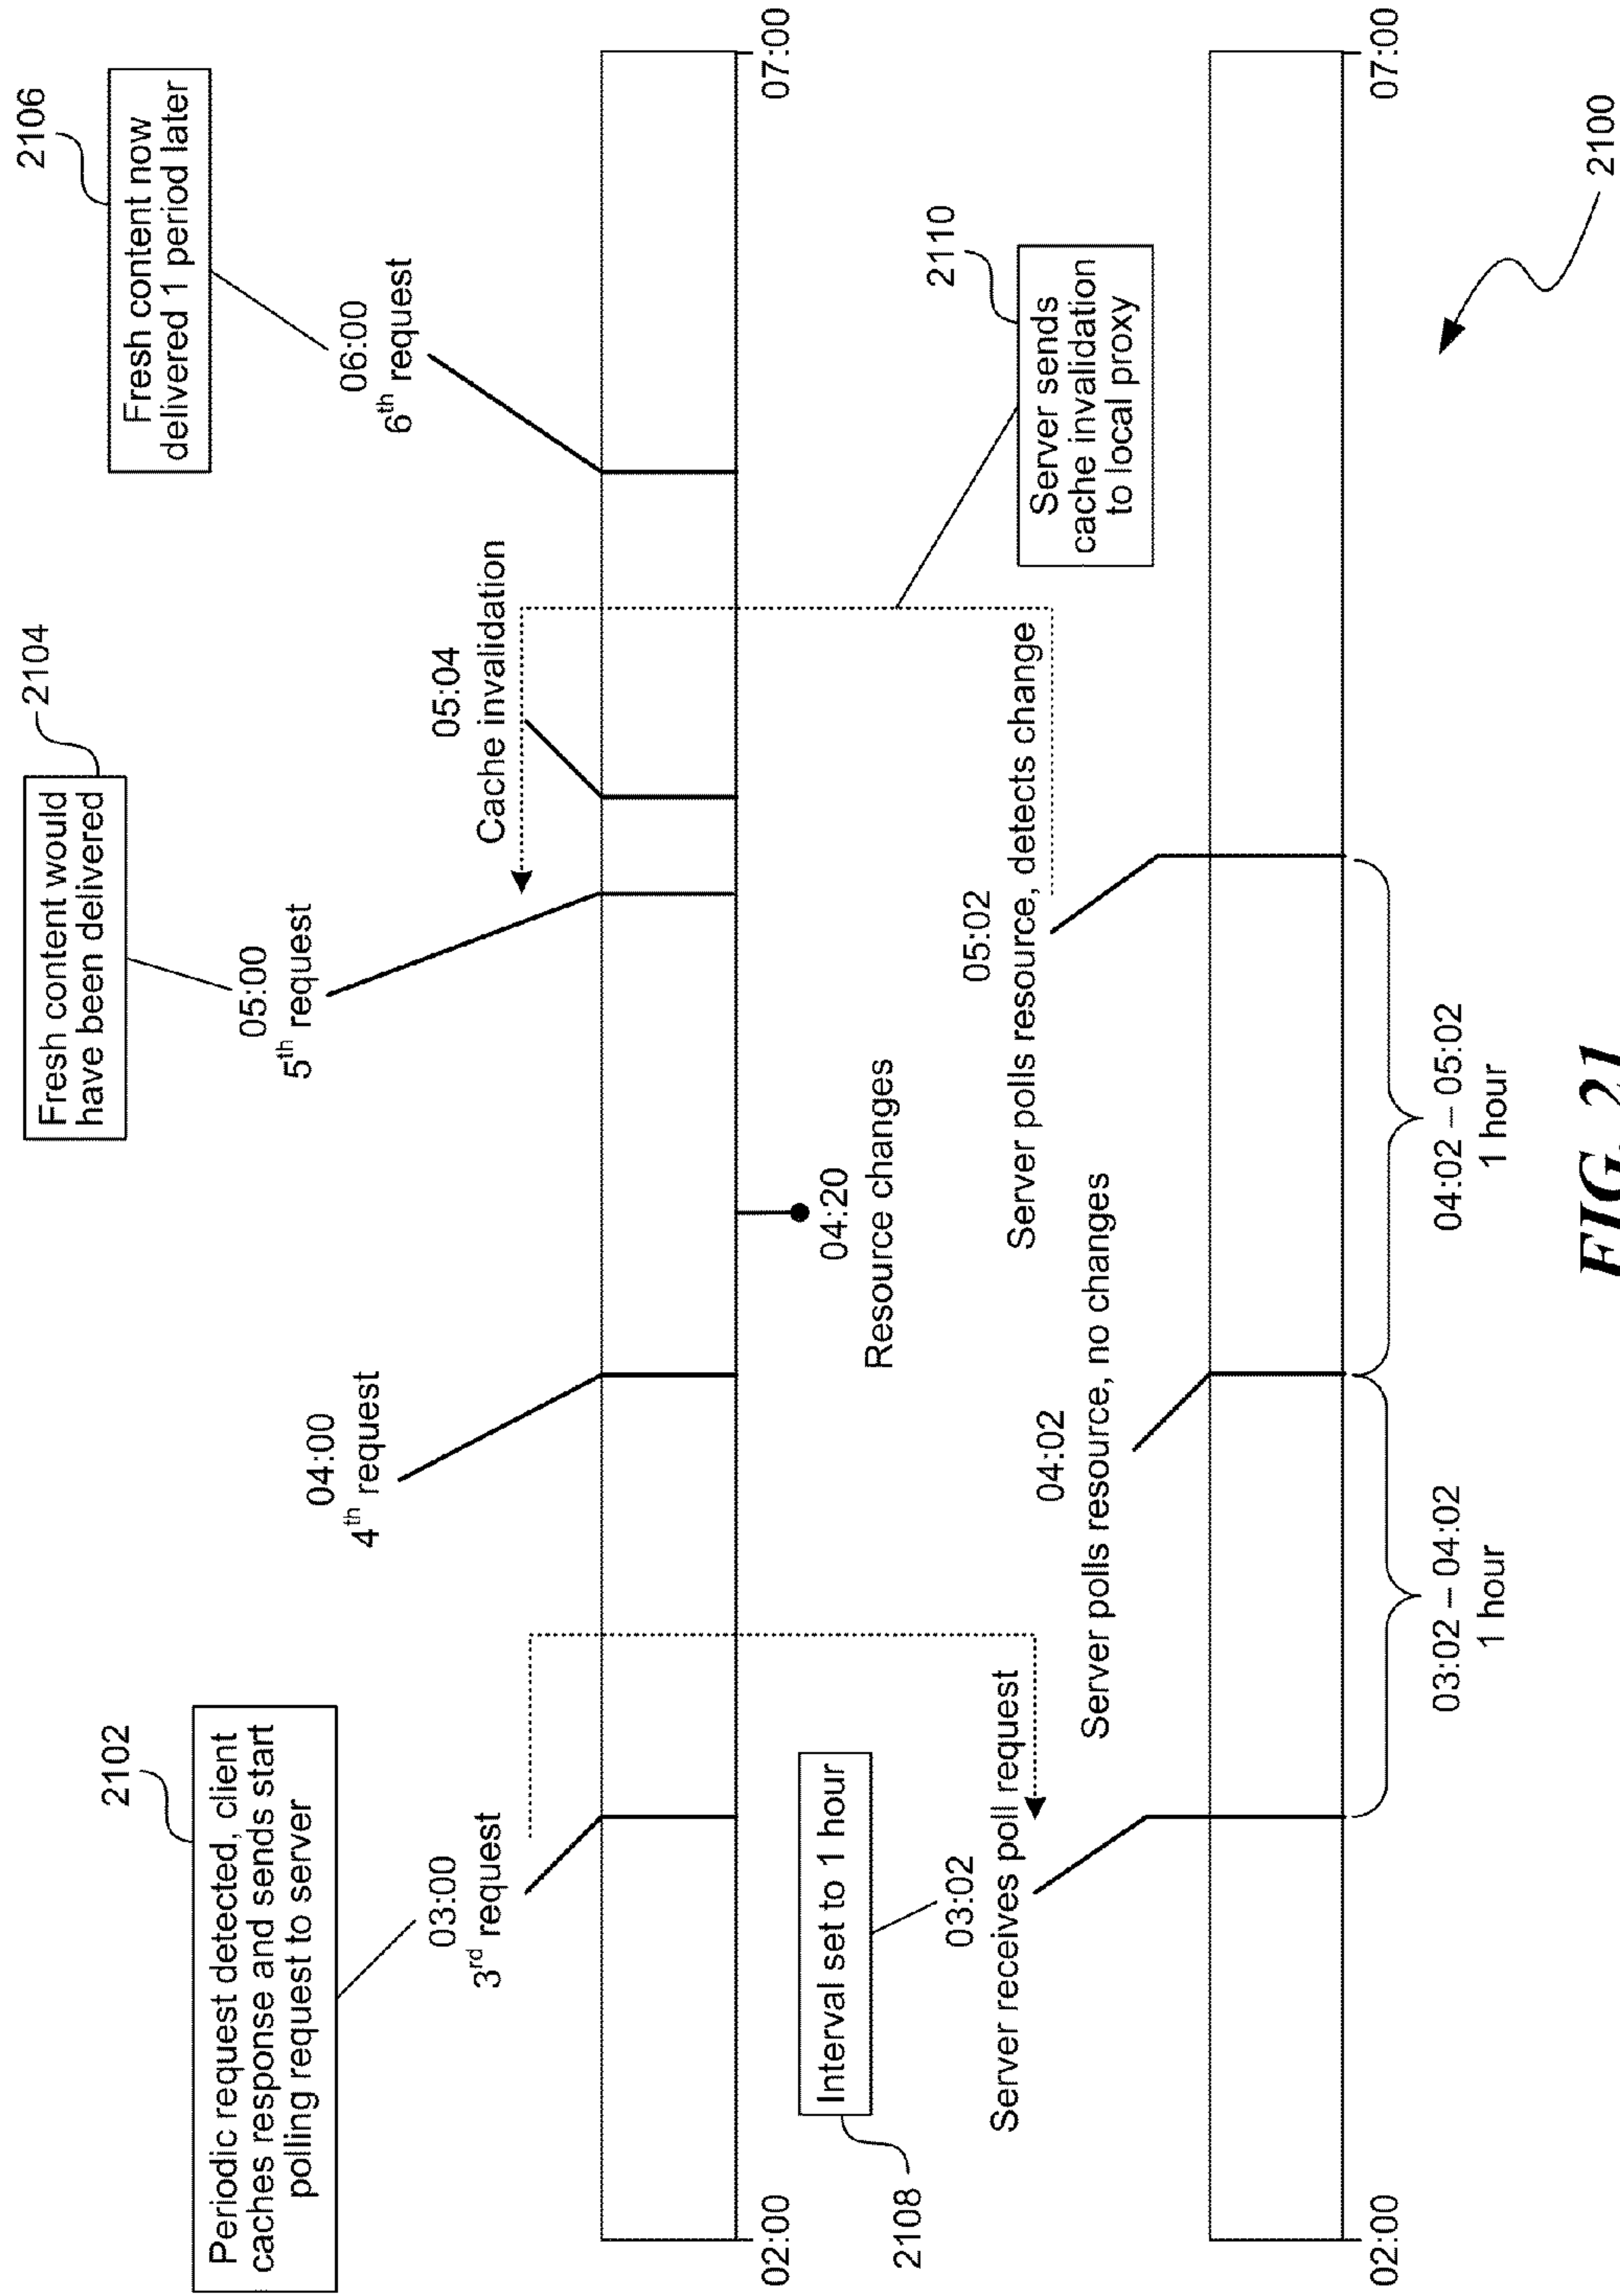 2102
Periodic request detected, client
caches response and sends start
polling request to server
03:00
3rd request
04:00
4th request
2104
Fresh content would
have been delivered
05:00
5th request
05:04
Cache invalidation
2106
Fresh content now
delivered 1 period later
06:00
6th request
02:00
04:20
Resource changes
07:00
2108
Interval set to 1 hour
03:02
Server receives poll request
04:02
Server polls resource, no changes
05:02
Server polls resource, detects change
2110
Server sends
cache invalidation
to local proxy
02:00
03:02 – 04:02
1 hour
04:02 – 05:02
1 hour
07:00
2100
FIG. 21